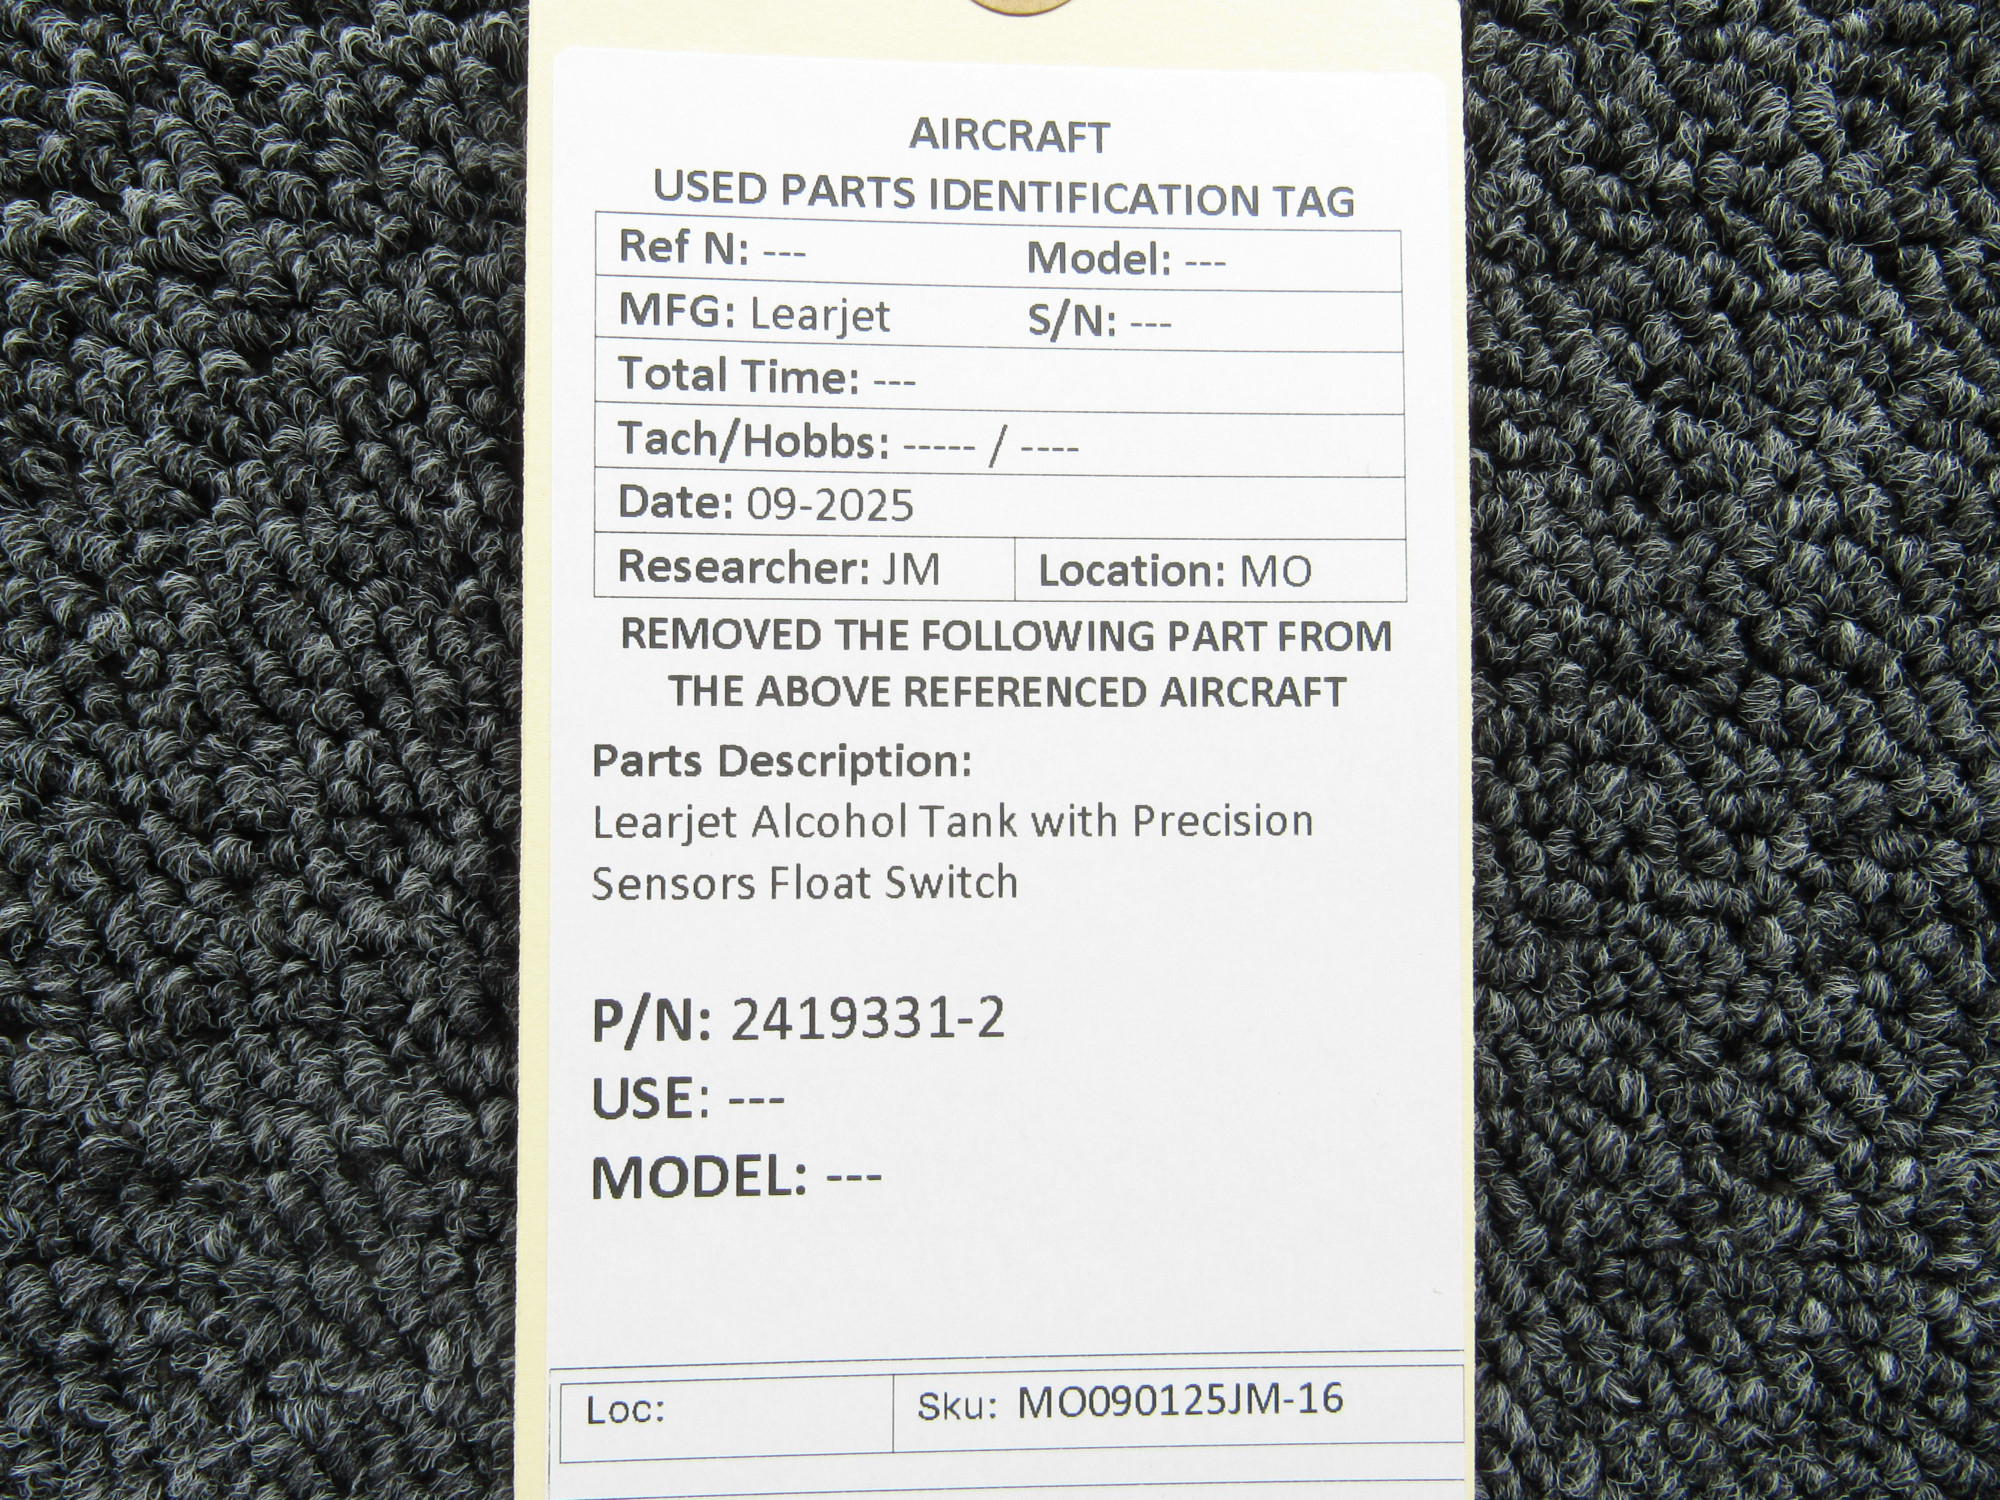 AIRCRAFT
USED PARTS IDENTIFICATION TAG
Ref N: --- Model: ---
MFG: Learjet S/N: ---
Total Time: ---
Tach/Hobbs: ----- / ----
Date: 09-2025
Researcher: JM Location: MO
REMOVED THE FOLLOWING PART FROM
THE ABOVE REFERENCED AIRCRAFT
Parts Description:
Learjet Alcohol Tank with Precision
Sensors Float Switch
P/N: 2419331-2
USE: ---
MODEL: ---
Loc: Sku: MO090125JM-16